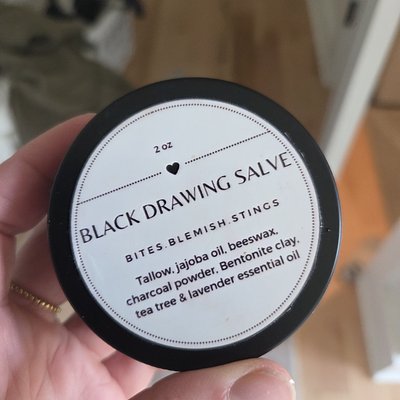 2 oz
BLACK DRAWING SALVE
BITES.BLEMISH.STINGS
Tallow, jajoba oil, beeswax,
charcoal powder, Bentonite clay,
tea tree & lavender essential oil